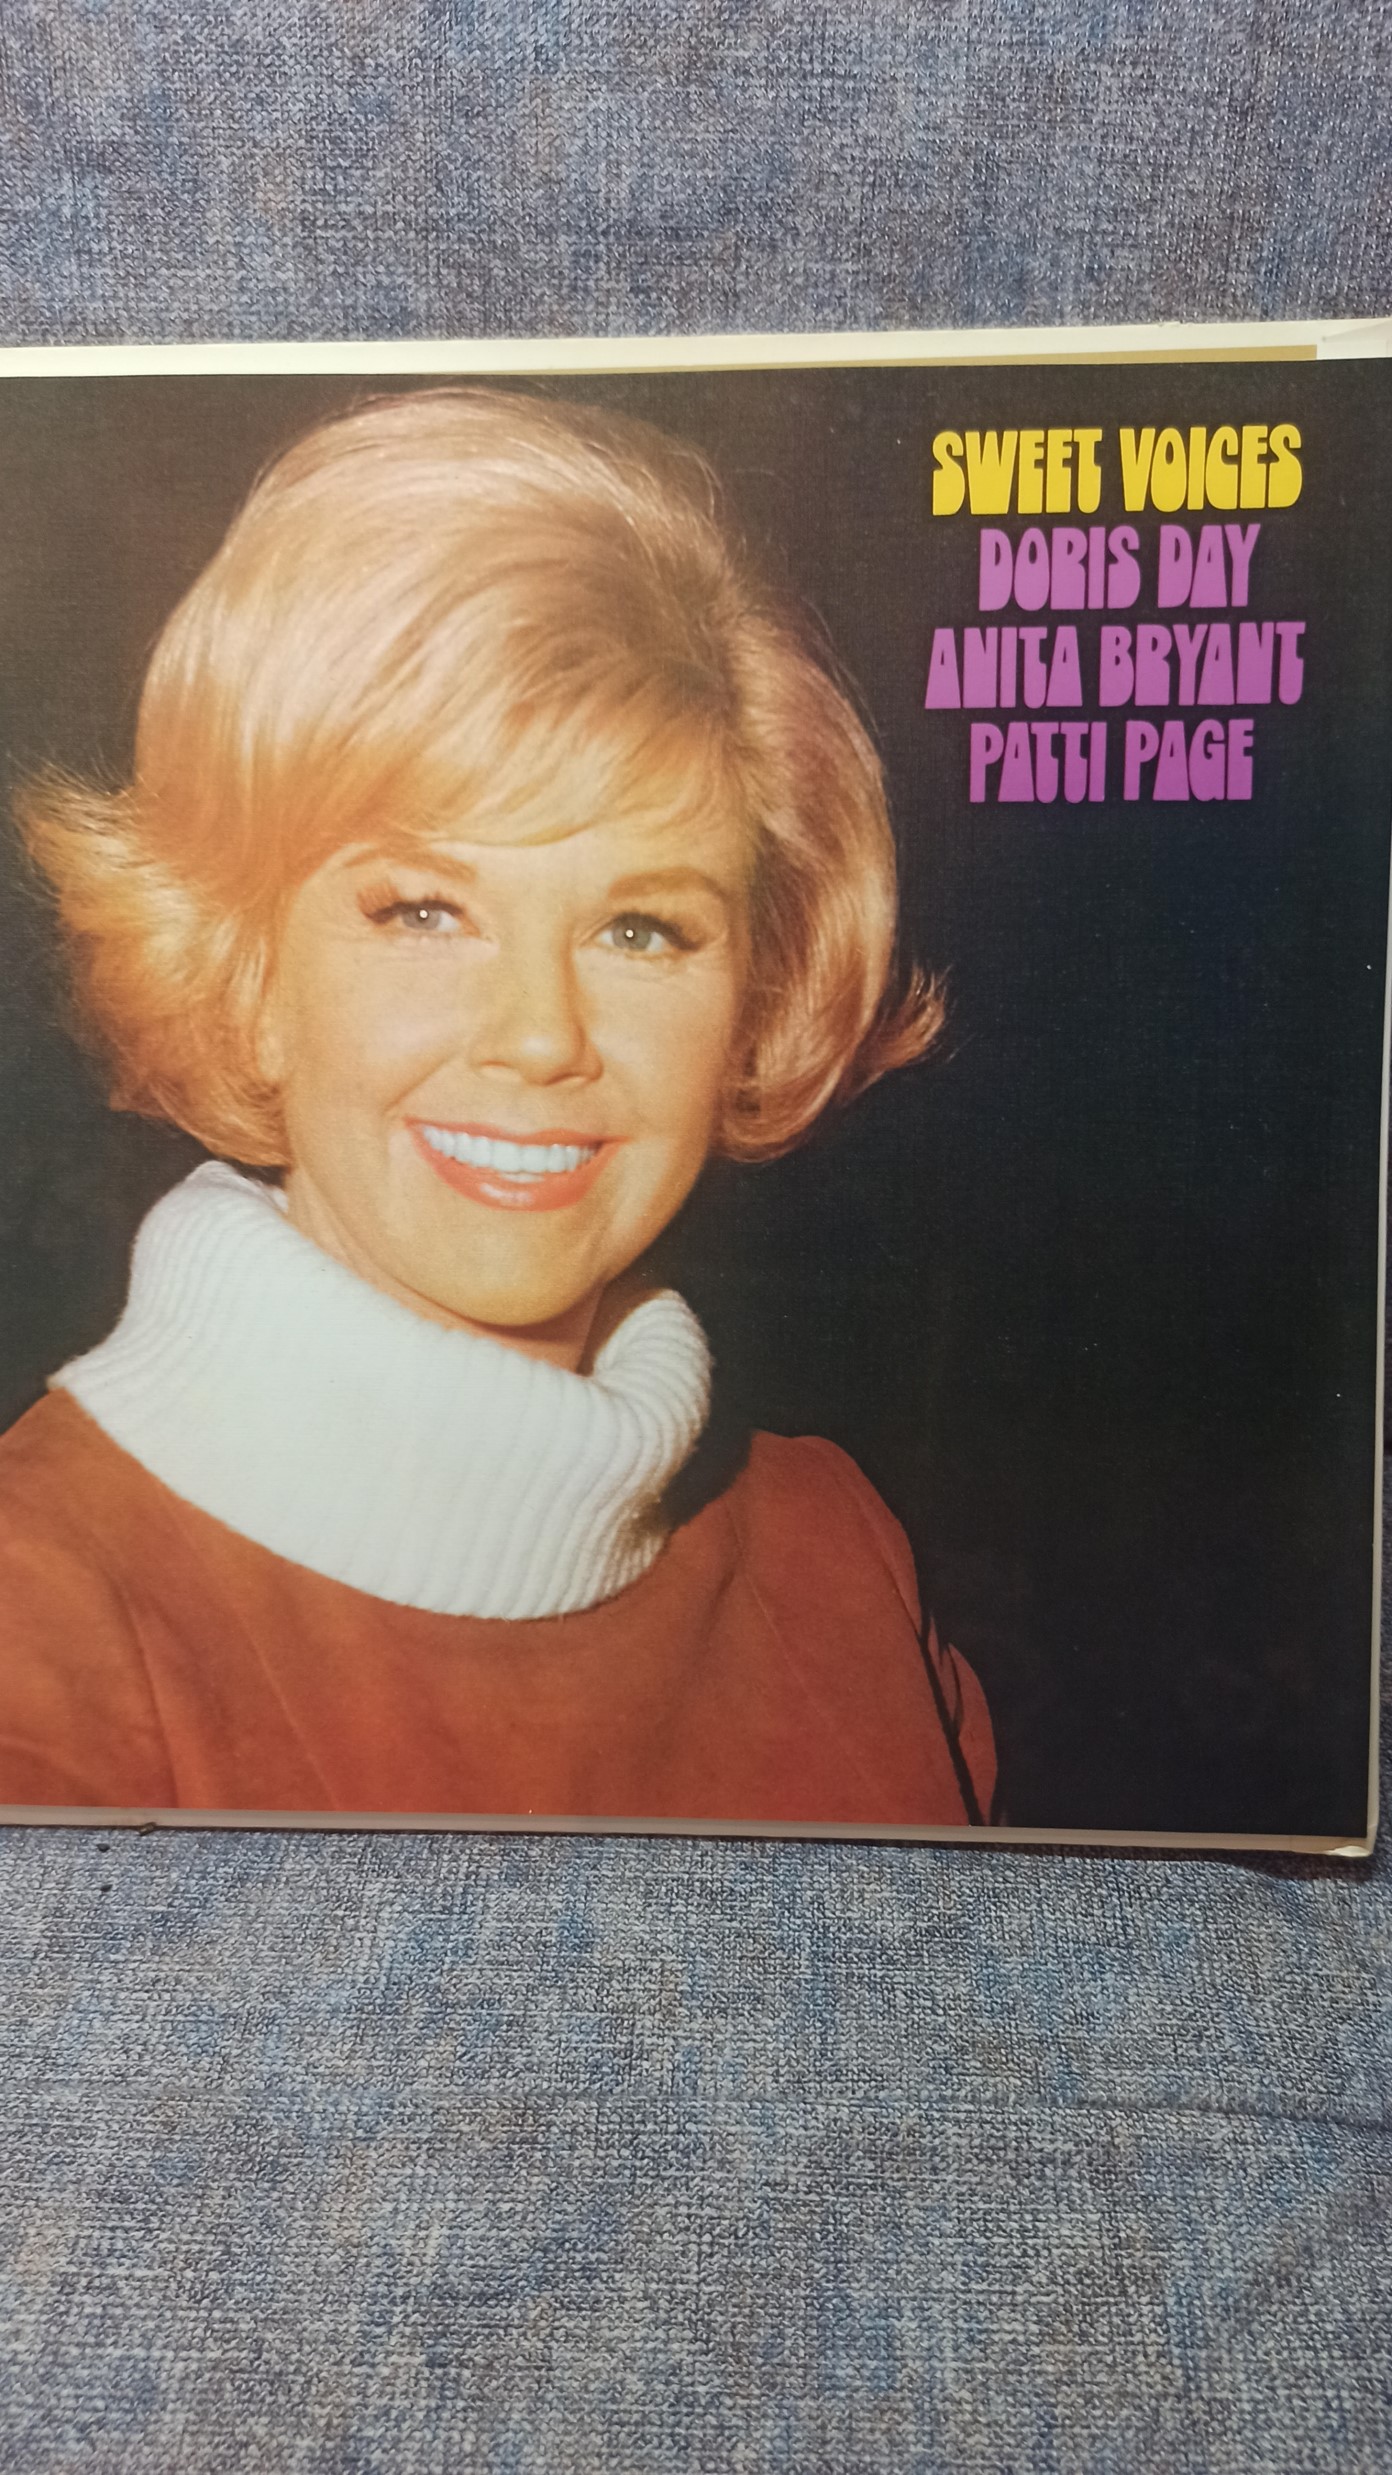 SWEET VOICES
DORIS DAY
ANITA BRYANT
PATTI PAGE